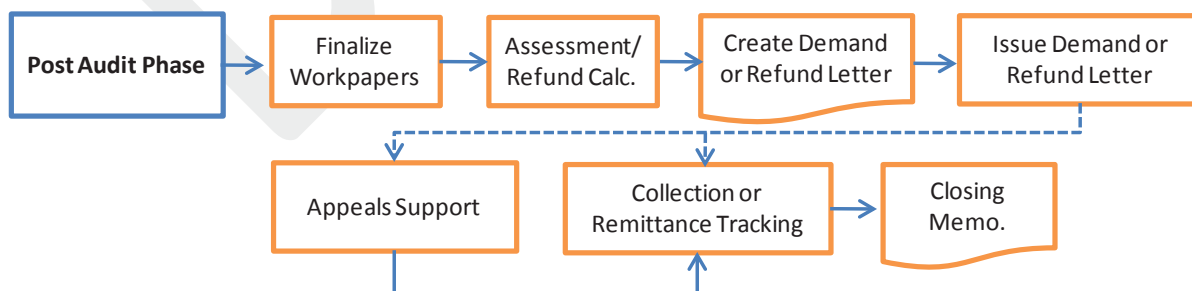 Post Audit Phase
Finalize
Workpapers
Assessment/
Refund Calc.
Create Demand
or Refund Letter
Issue Demand or
Refund Letter
Appeals Support
Collection or
Remittance Tracking
Closing
Memo.